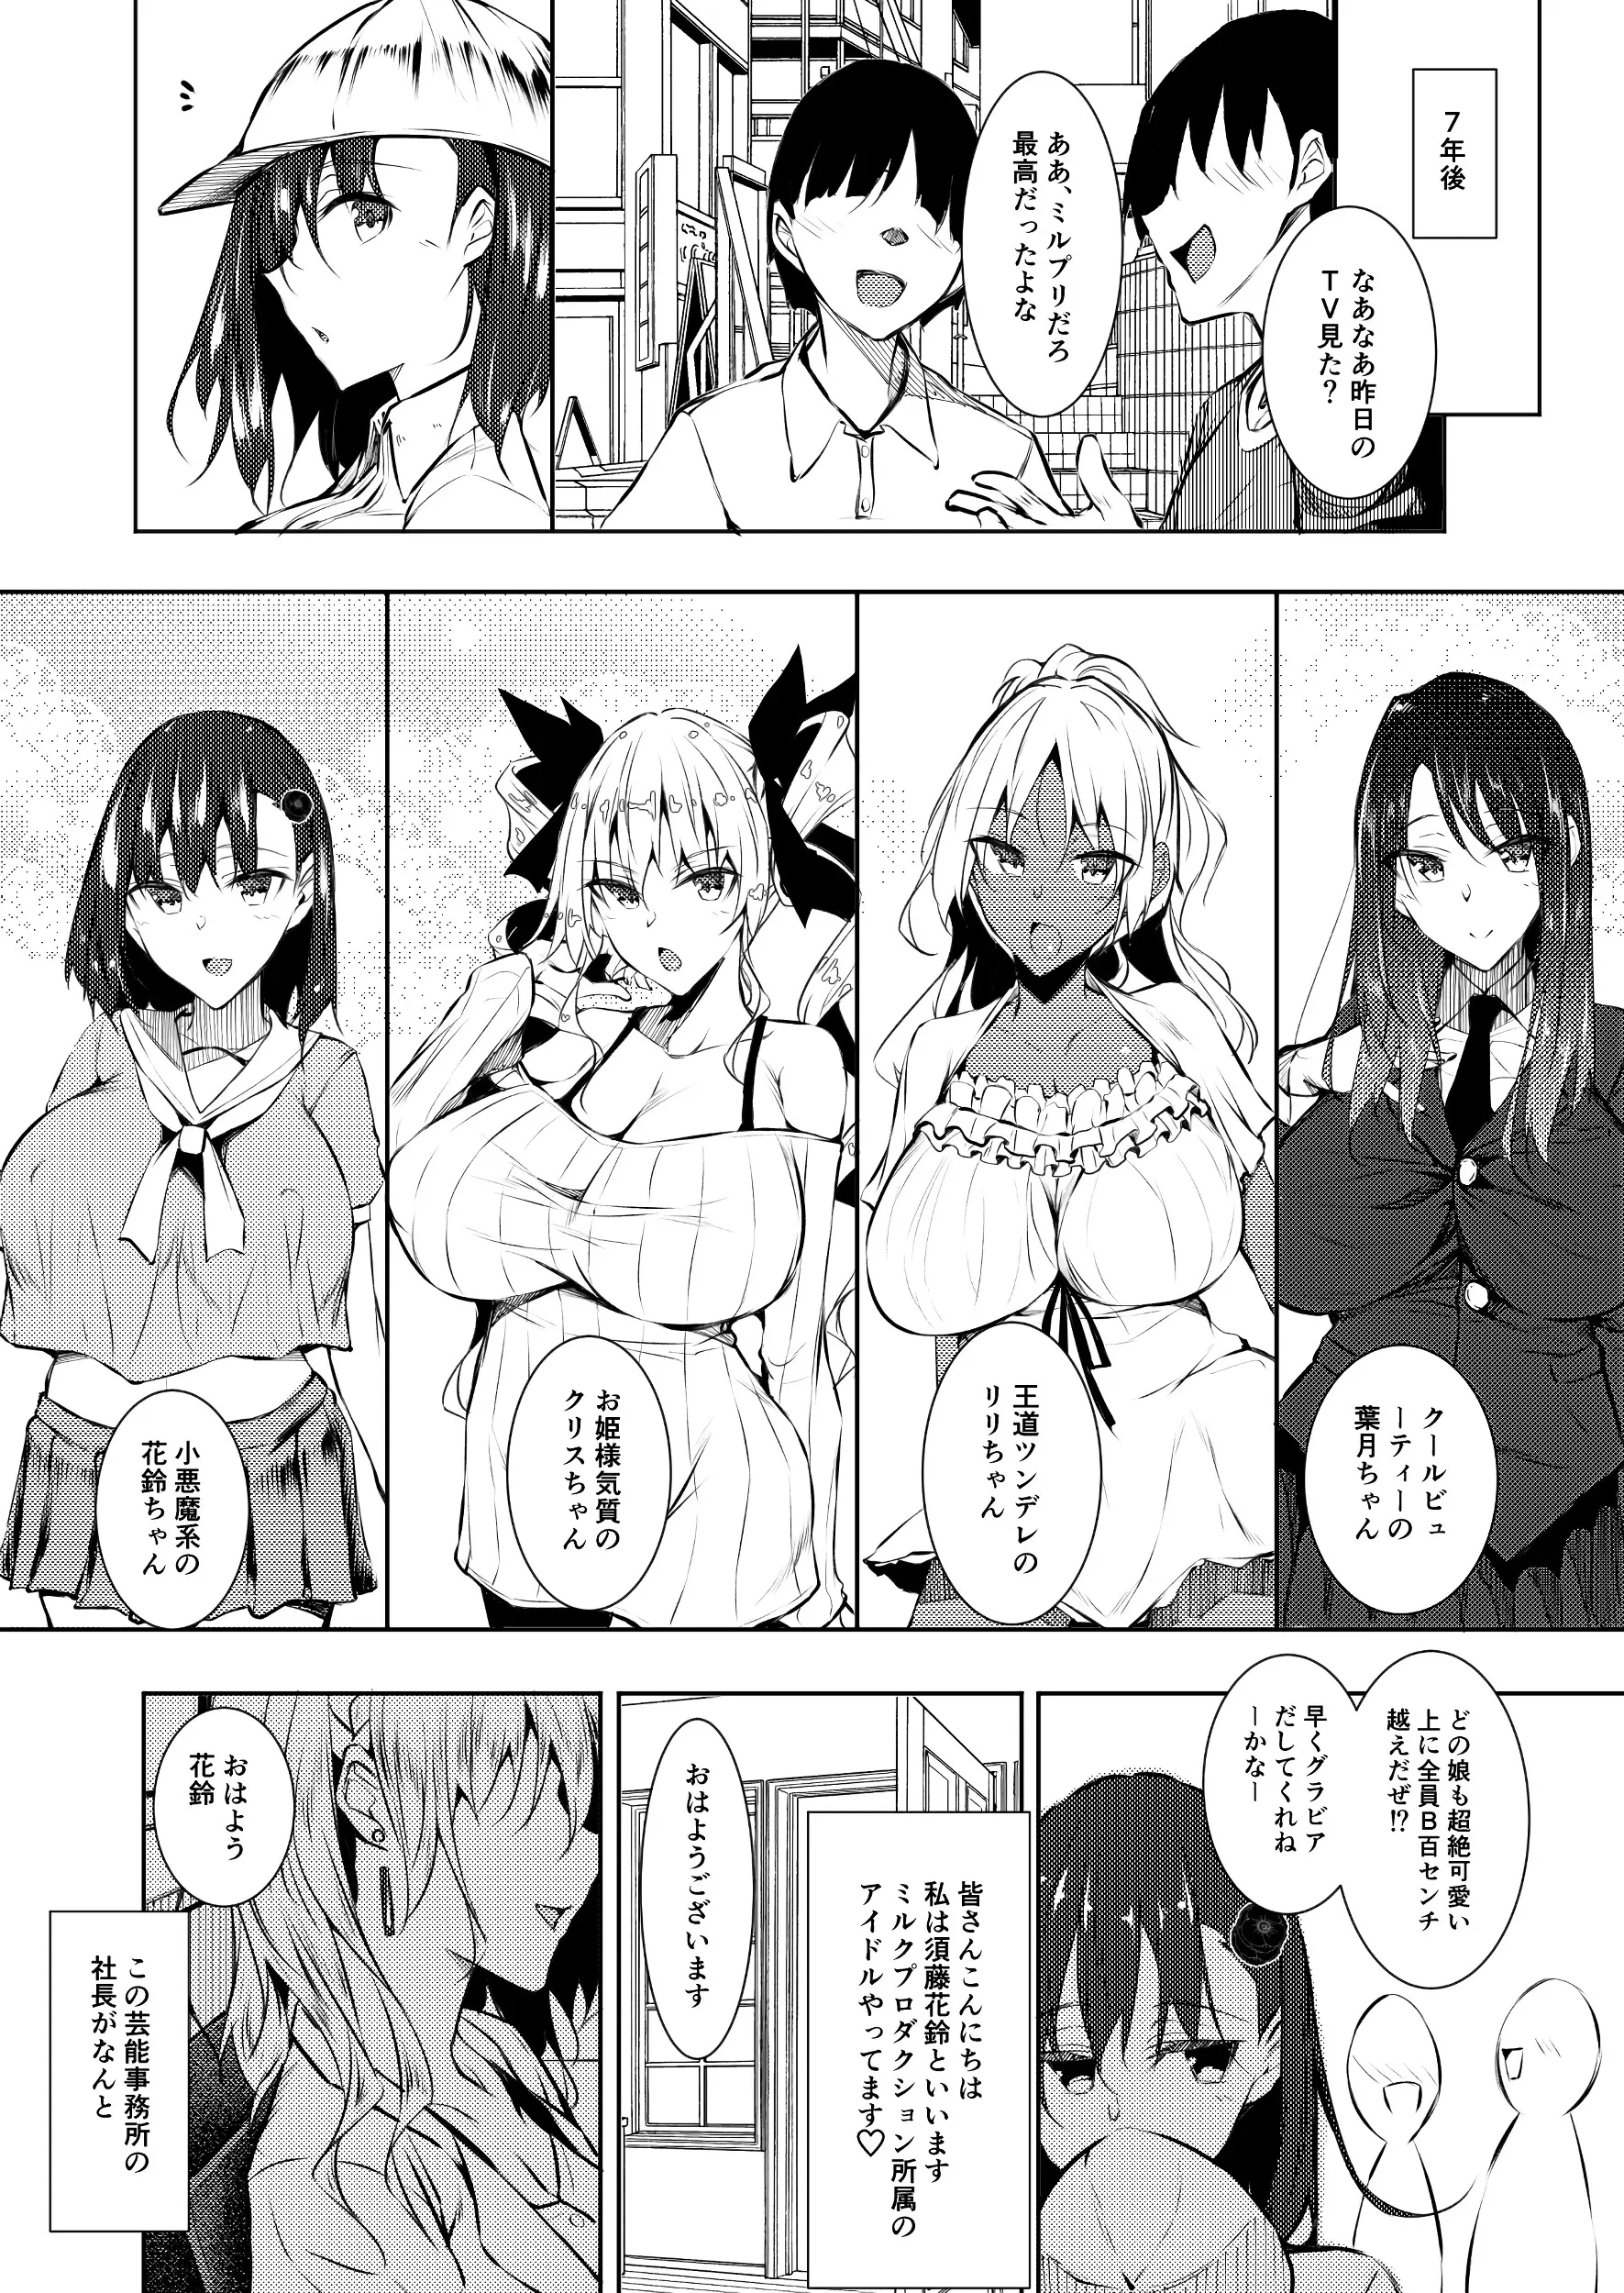 7年後
なあなあ昨日の
TV見た?
ああ、ミルプリだろ
最高だったよな
クールビュ
ーティーの
葉月ちゃん
王道ツンデレの
リリちゃん
お姫様気質の
クリスちゃん
小悪魔系の
花鈴ちゃん
どの娘も超絶可愛い
上に全員B百センチ
越えだぜ!?
早くグラビア
だしてくれね
ーかなー
皆さんこんにちは
私は須藤花鈴といいます
ミルクプロダクション所属の
アイドルやってます♡
おはようございます
おはよう
花鈴
この芸能事務所の
社長がなんと